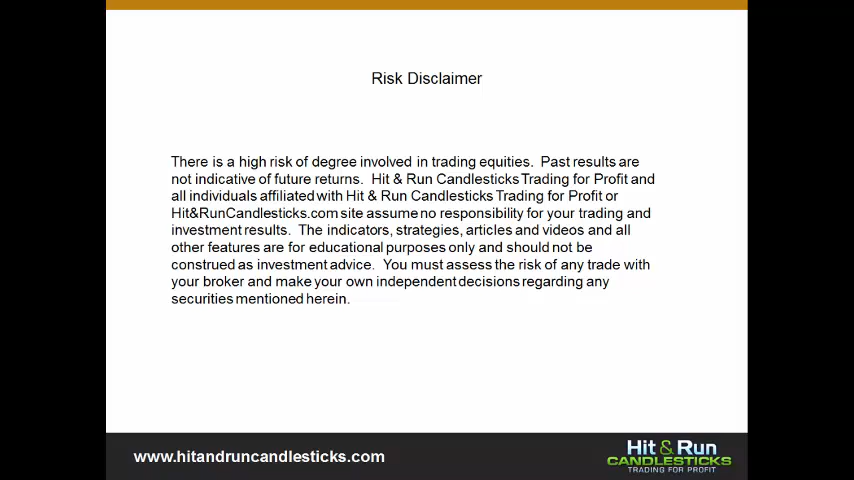 Risk Disclaimer
There is a high risk of degree involved in trading equities. Past results are
not indicative of future returns. Hit & Run Candlesticks Trading for Profit and
all individuals affiliated with Hit & Run Candlesticks Trading for Profit or
Hit&RunCandlesticks.com site assume no responsibility for your trading and
investment results. The indicators, strategies, articles and videos and all
other features are for educational purposes only and should not be
construed as investment advice. You must assess the risk of any trade with
your broker and make your own independent decisions regarding any
securities mentioned herein.
www.hitandruncandlesticks.com
Hit & Run
CANDLESTICKS
TRADING FOR PROFIT